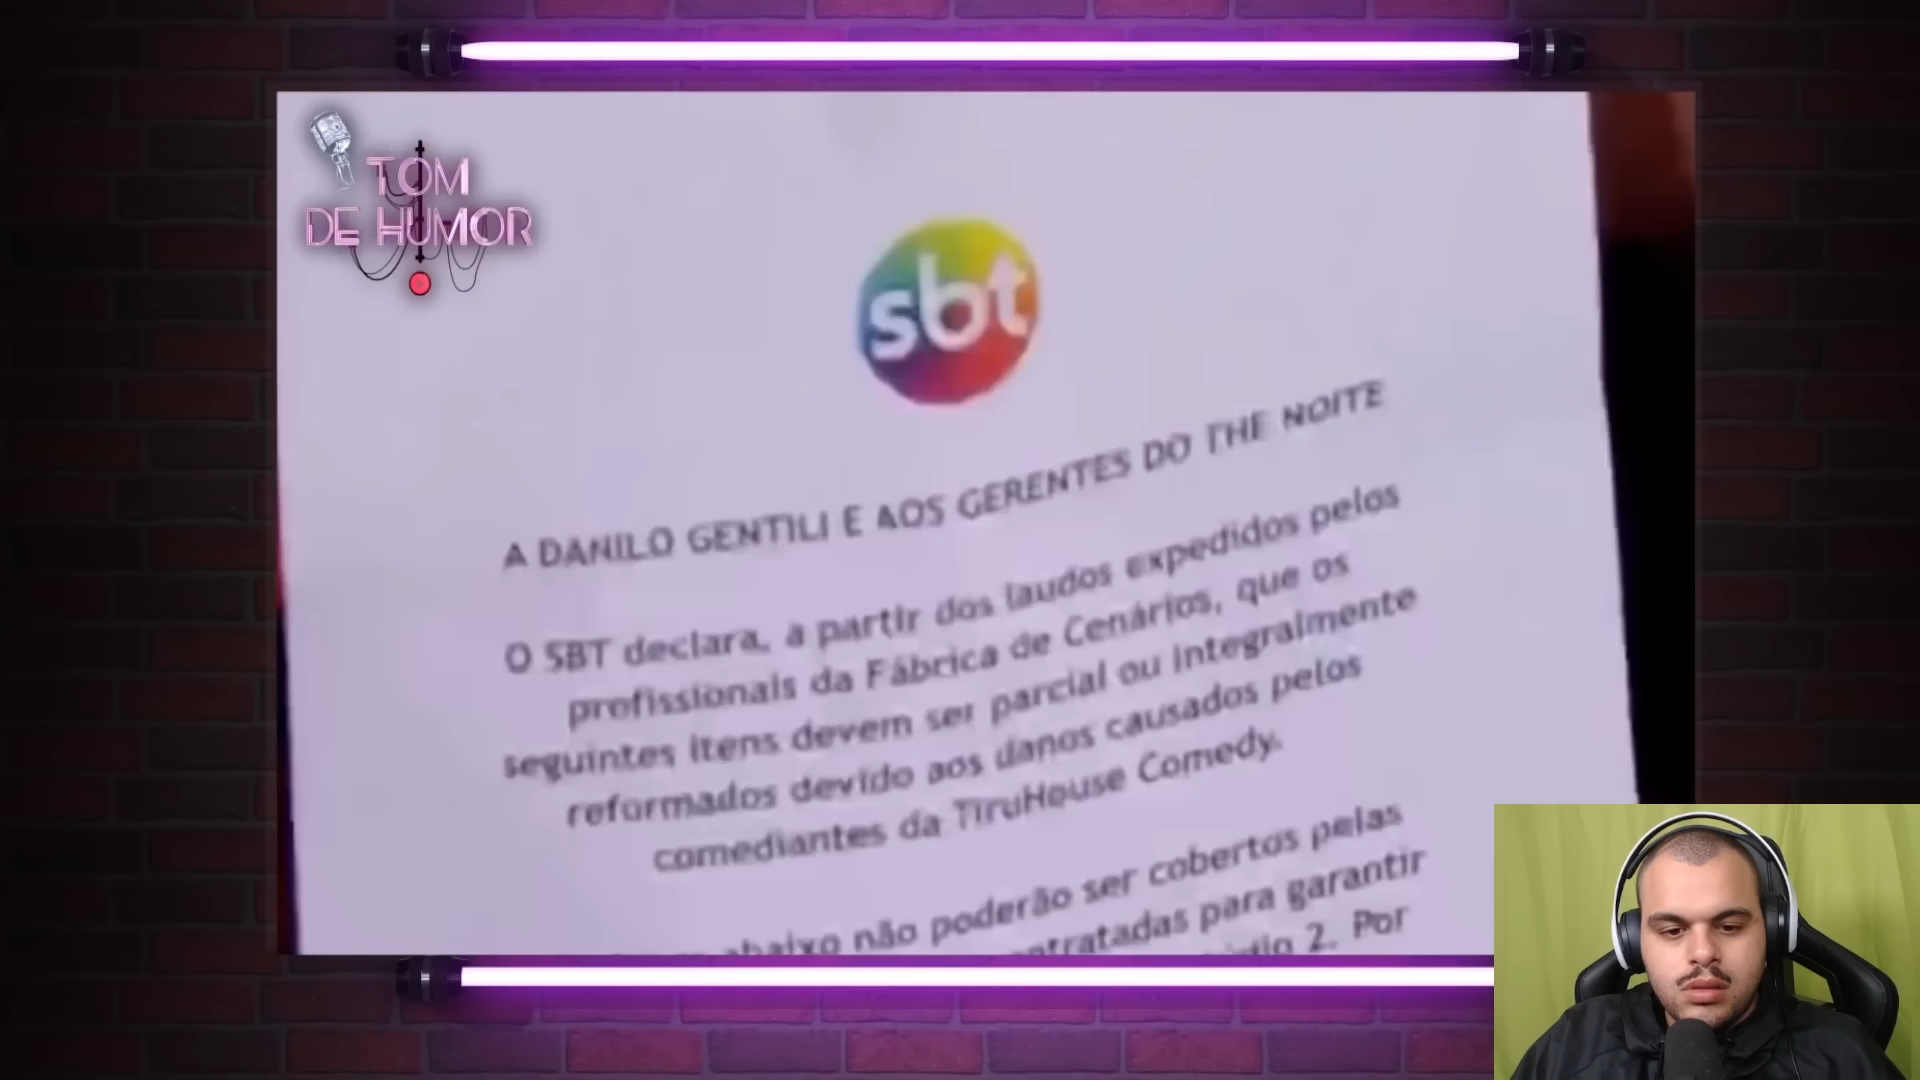 TOM
DE HUMOR
sbt
A DANILO GENTILI E AOS GERENTES DO THE NOITE
O SBT declara, a partir dos laudos expedidos pelos
profissionais da Fábrica de Cenários, que os
seguintes itens devem ser parcial ou integralmente
reformados devido aos danos causados pelos
comediantes da TiruHouse Comedy.
abaixo não poderão ser cobertos pelas
para garantir
2. Por